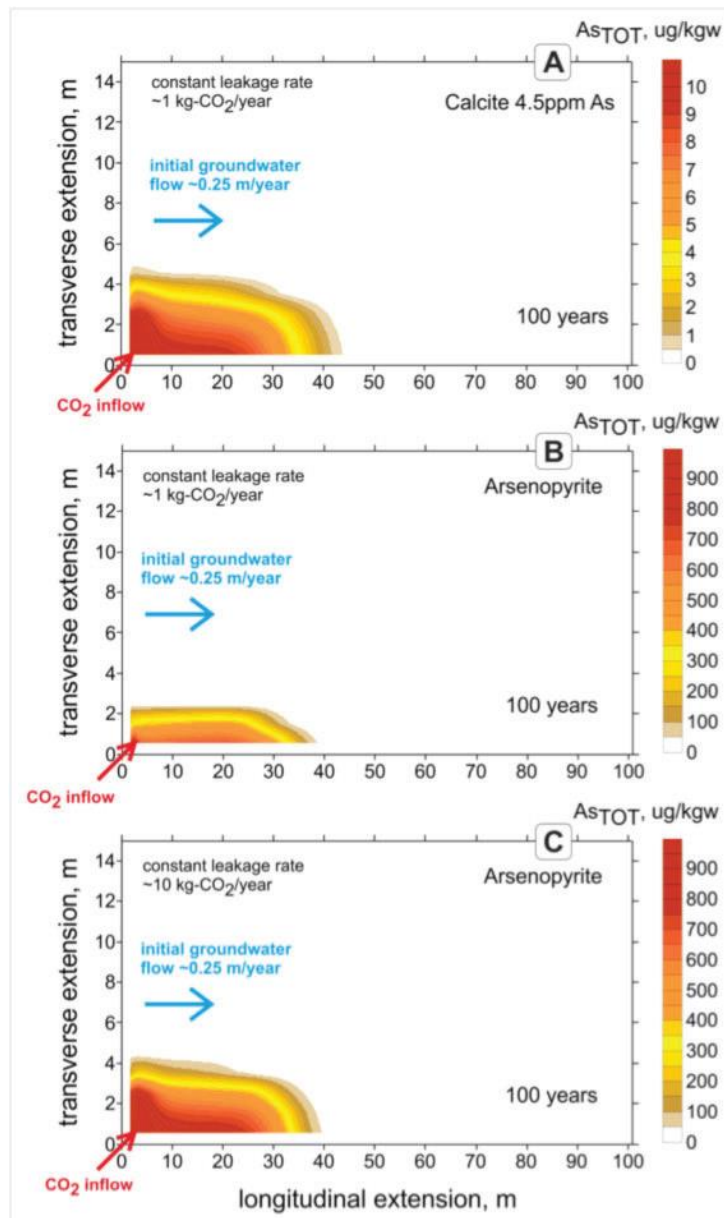 AsTOT, ug/kgw
A
constant leakage rate
~1 kg-CO2/year
Calcite 4.5ppm As
initial groundwater
flow ~0.25 m/year
100 years
transverse extension, m
14
12
10
8
6
4
2
0
0 10 20 30 40 50 60 70 80 90 100
CO2 inflow
10
9
8
7
6
5
4
3
2
1
0
AsTOT, ug/kgw
B
constant leakage rate
~1 kg-CO2/year
Arsenopyrite
initial groundwater
flow ~0.25 m/year
100 years
transverse extension, m
14
12
10
8
6
4
2
0
0 10 20 30 40 50 60 70 80 90 100
CO2 inflow
900
800
700
600
500
400
300
200
100
0
AsTOT, ug/kgw
C
constant leakage rate
~10 kg-CO2/year
Arsenopyrite
initial groundwater
flow ~0.25 m/year
100 years
transverse extension, m
14
12
10
8
6
4
2
0
0 10 20 30 40 50 60 70 80 90 100
CO2 inflow
longitudinal extension, m
900
800
700
600
500
400
300
200
100
0